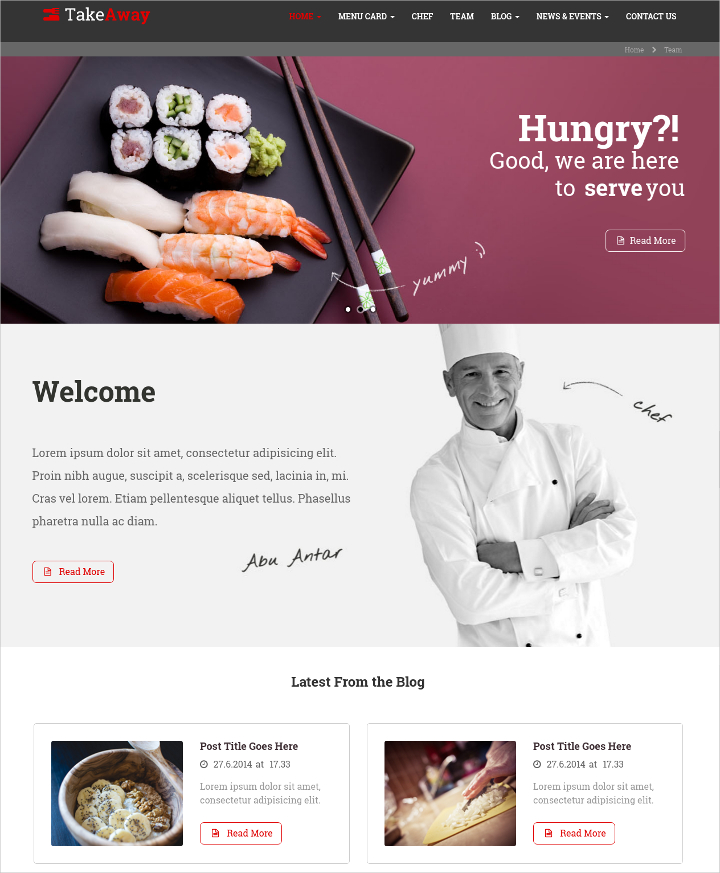 TakeAway
HOME MENU CARD CHEF TEAM BLOG NEWS & EVENTS CONTACT US
Home Team
Hungry?!
Good, we are here
to serve you
Read More
yummy ;)
Welcome
chef
Lorem ipsum dolor sit amet, consectetur adipisicing elit.
Proin nibh augue, suscipit a, scelerisque sed, lacinia in, mi.
Cras vel lorem. Etiam pellentesque aliquet tellus. Phasellus
pharetra nulla ac diam.
Abu Antar
Read More
Latest From the Blog
Post Title Goes Here
27.6.2014 at 17.33
Lorem ipsum dolor sit amet,
consectetur adipisicing elit.
Read More
Post Title Goes Here
27.6.2014 at 17.33
Lorem ipsum dolor sit amet,
consectetur adipisicing elit.
Read More